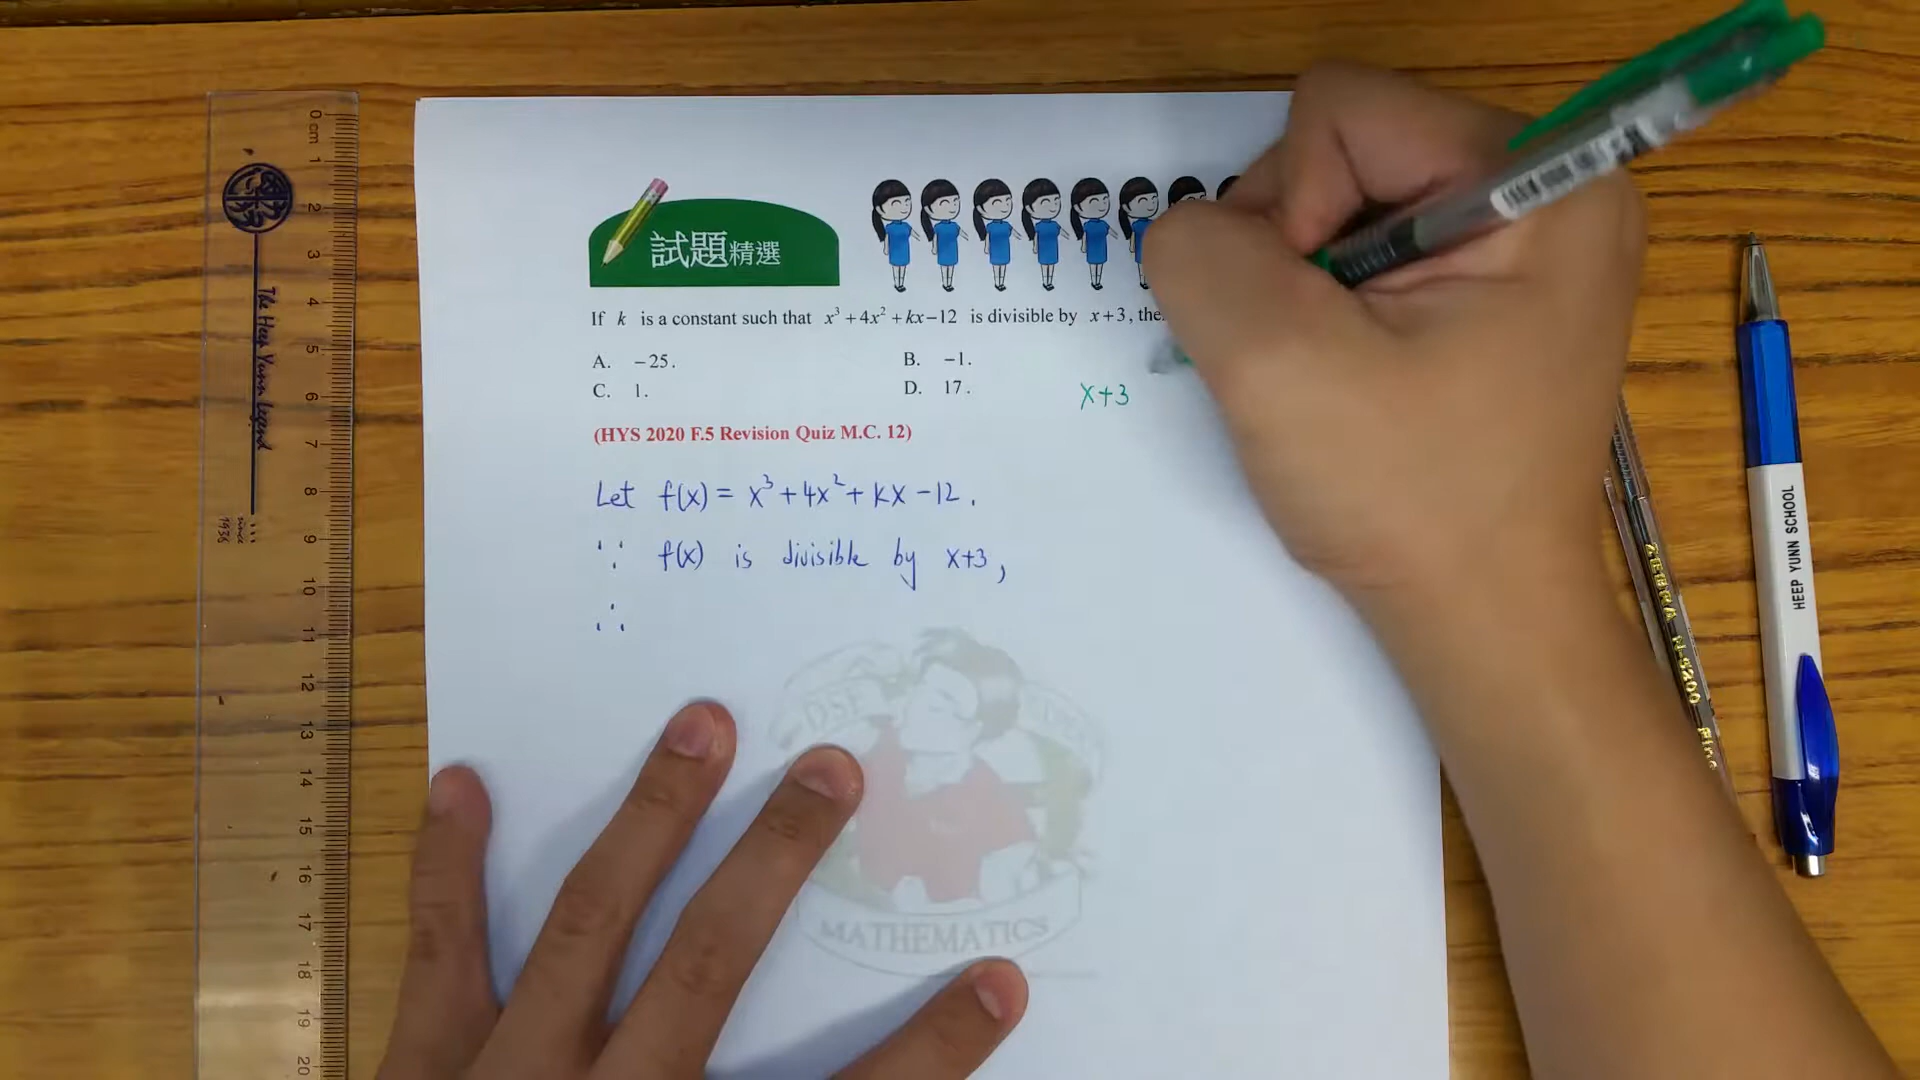 試題精選
If k is a constant such that x³+4x²+kx−12 is divisible by x+3, the
A. −25.
B. −1.
C. 1.
D. 17.
x+3
(HYS 2020 F.5 Revision Quiz M.C. 12)
Let f(x) = x³+4x²+kx−12.
∵ f(x) is divisible by x+3,
∴
DSE
MATHEMATICS
0 cm 1 2 3 4 5 6 7 8 9 10 11 12 13 14 15 16 17 18 19 20
The Heep Yunn Legend
since 1936
ZEBRA N-5200 Fine
HEEP YUNN SCHOOL